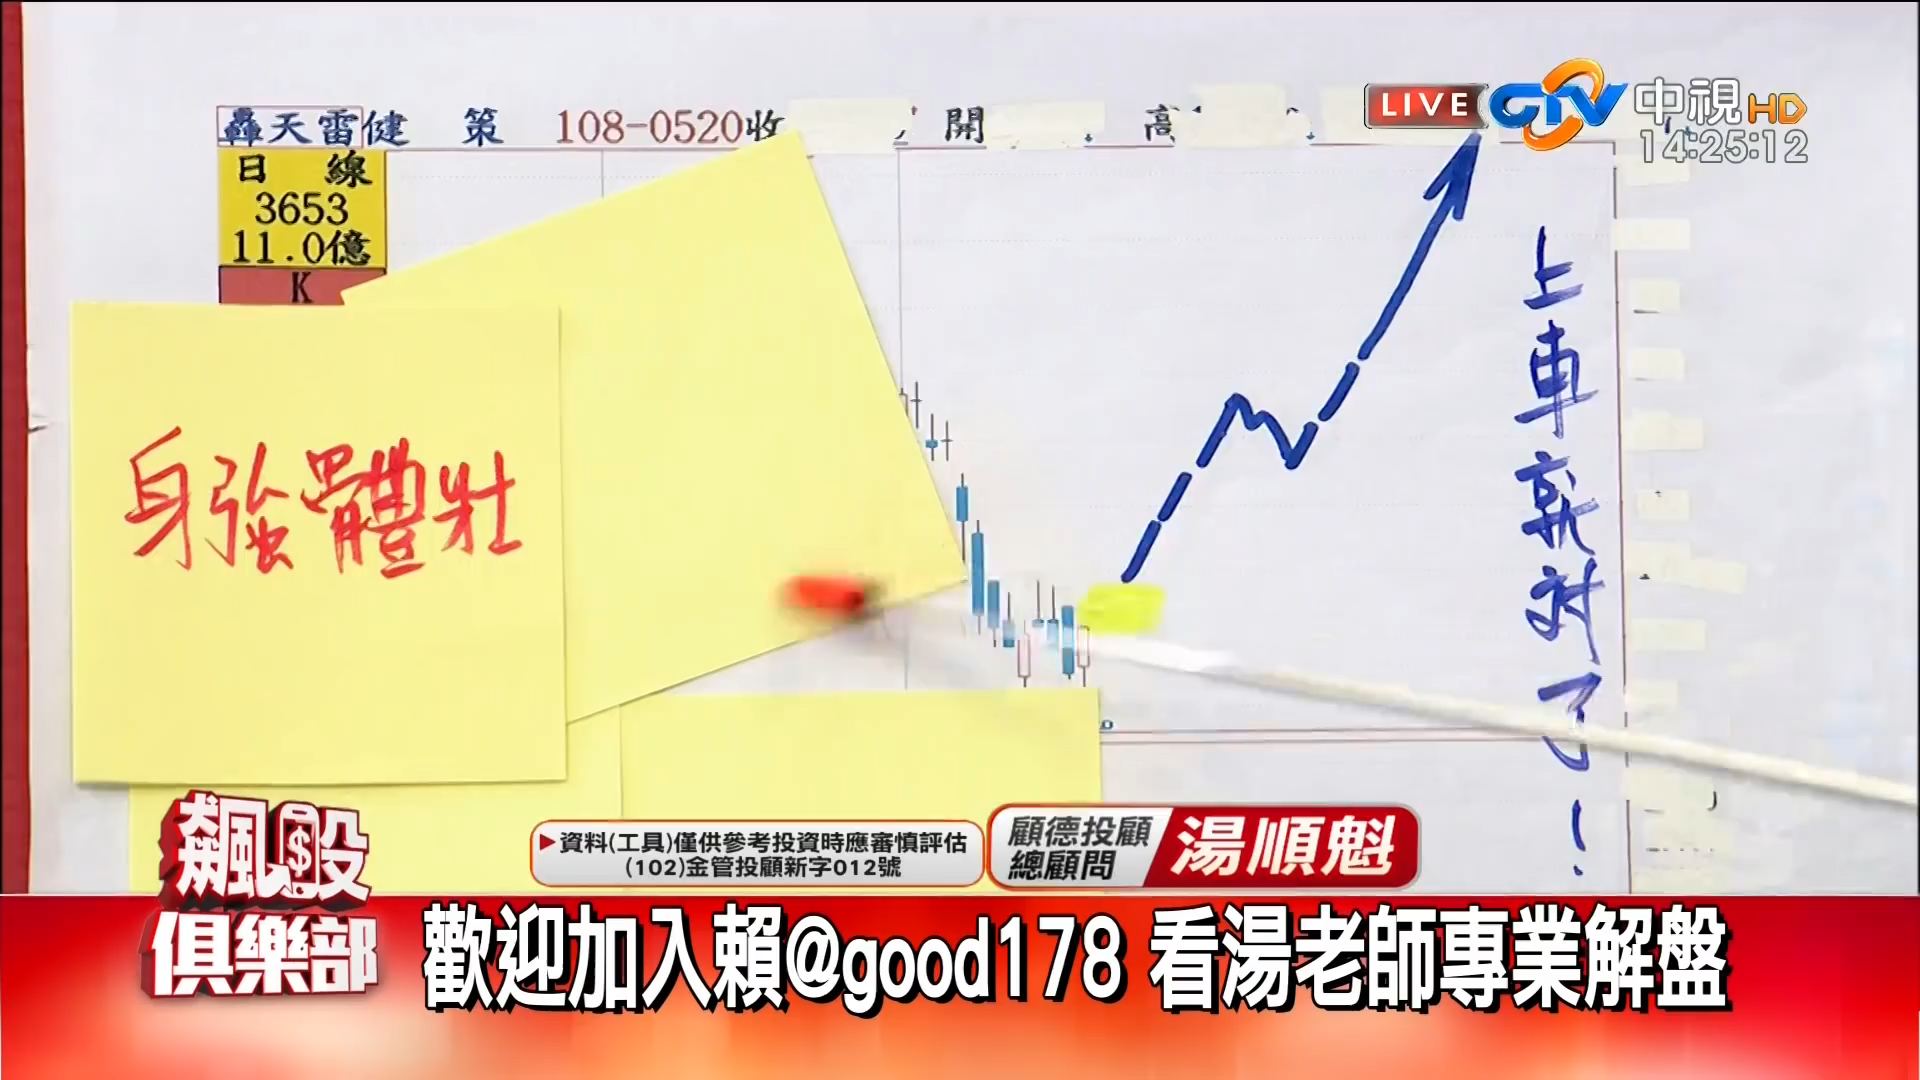 LIVE
CTV 中視 HD
14:25:12
轟天雷健 策 108-0520收 開 高
日 線
3653
11.0億
K
身強體壯
上車就對了!
飆股
俱樂部
資料(工具)僅供參考投資時應審慎評估
(102)金管投顧新字012號
顧德投顧
總顧問
湯順魁
歡迎加入賴@good178 看湯老師專業解盤